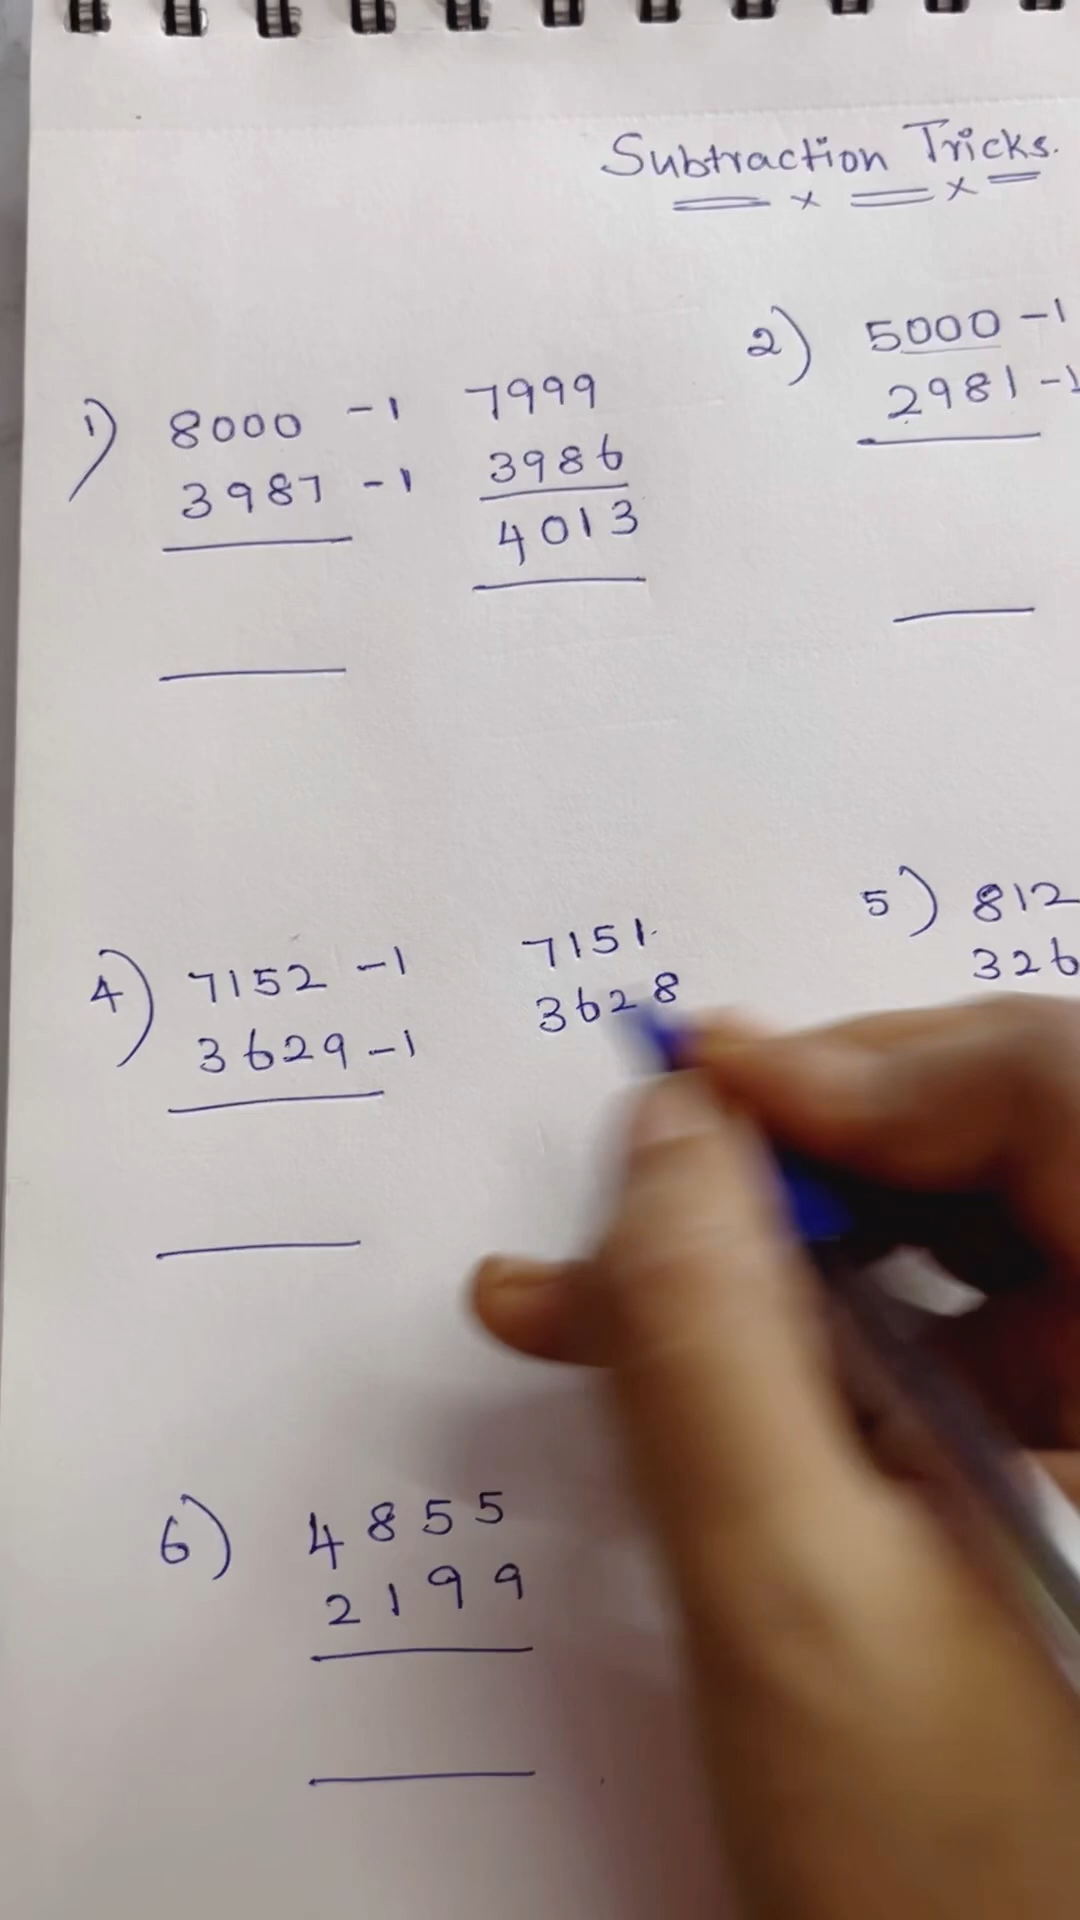 Subtraction Tricks.
1) 8000 -1 7999
3987 -1 3986
4013
2) 5000 -1
2981 -1
4) 7152 -1 7151
3629 -1 3628
5) 812
326
6) 4855
2199